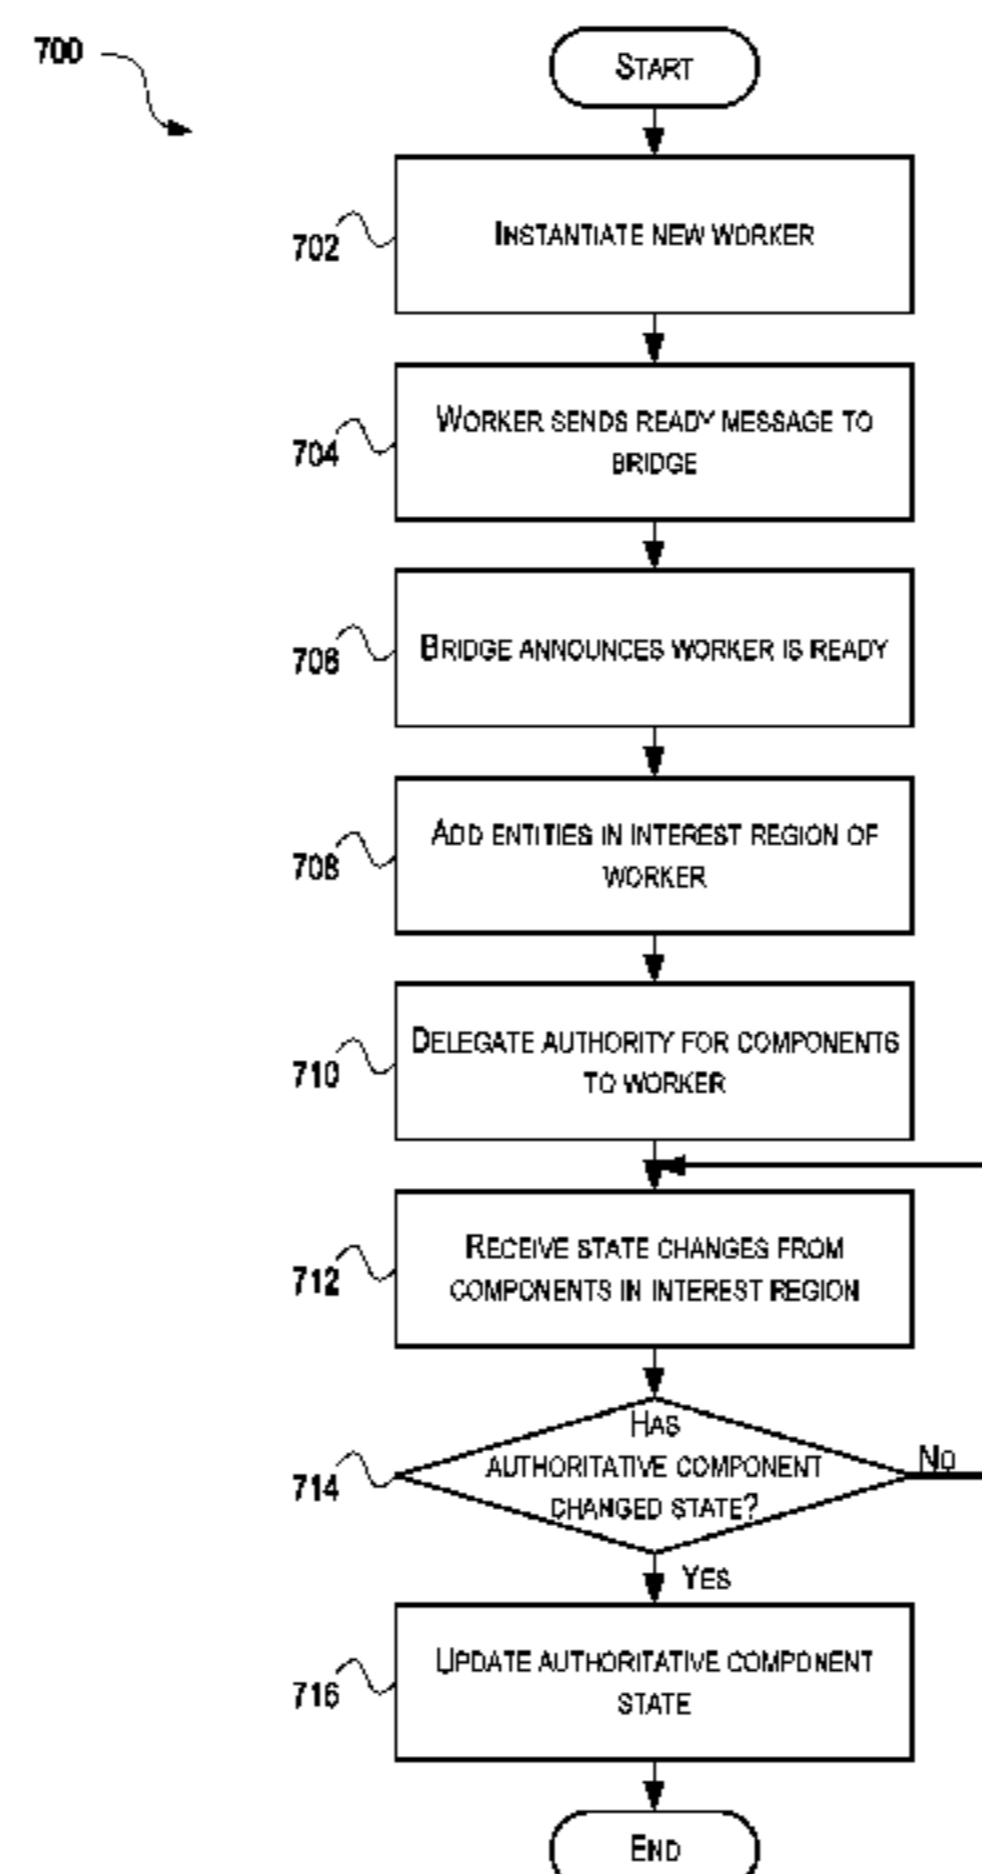 700
START
702
INSTANTIATE NEW WORKER
704
WORKER SENDS READY MESSAGE TO
BRIDGE
706
BRIDGE ANNOUNCES WORKER IS READY
708
ADD ENTITIES IN INTEREST REGION OF
WORKER
710
DELEGATE AUTHORITY FOR COMPONENTS
TO WORKER
712
RECEIVE STATE CHANGES FROM
COMPONENTS IN INTEREST REGION
714
HAS
AUTHORITATIVE COMPONENT
CHANGED STATE?
NO
YES
716
UPDATE AUTHORITATIVE COMPONENT
STATE
END